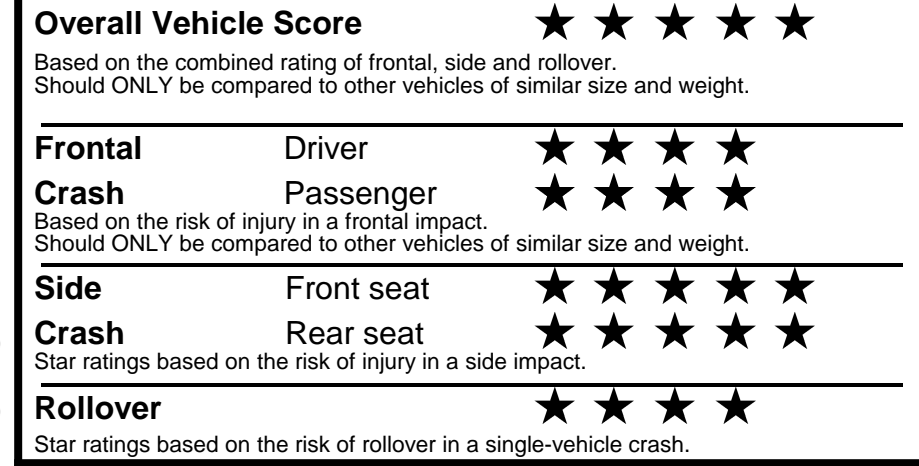 Overall Vehicle Score ★ ★ ★ ★ ★
Based on the combined rating of frontal, side and rollover.
Should ONLY be compared to other vehicles of similar size and weight.
Frontal Driver ★ ★ ★ ★
Crash Passenger ★ ★ ★ ★
Based on the risk of injury in a frontal impact.
Should ONLY be compared to other vehicles of similar size and weight.
Side Front seat ★ ★ ★ ★ ★
Crash Rear seat ★ ★ ★ ★ ★
Star ratings based on the risk of injury in a side impact.
Rollover ★ ★ ★ ★
Star ratings based on the risk of rollover in a single-vehicle crash.